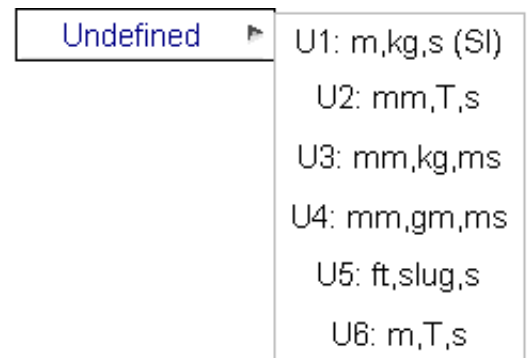 Undefined
U1: m,kg,s (SI)
U2: mm,T,s
U3: mm,kg,ms
U4: mm,gm,ms
U5: ft,slug,s
U6: m,T,s